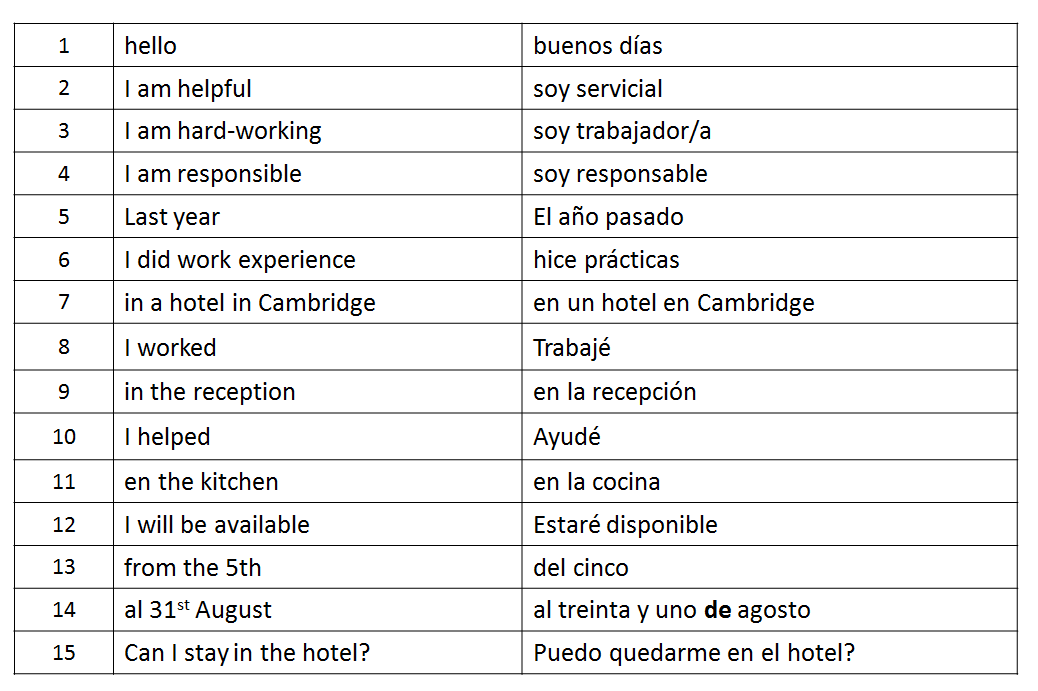 1 hello buenos días
2 I am helpful soy servicial
3 I am hard-working soy trabajador/a
4 I am responsible soy responsable
5 Last year El año pasado
6 I did work experience hice prácticas
7 in a hotel in Cambridge en un hotel en Cambridge
8 I worked Trabajé
9 in the reception en la recepción
10 I helped Ayudé
11 en the kitchen en la cocina
12 I will be available Estaré disponible
13 from the 5th del cinco
14 al 31st August al treinta y uno de agosto
15 Can I stay in the hotel? Puedo quedarme en el hotel?